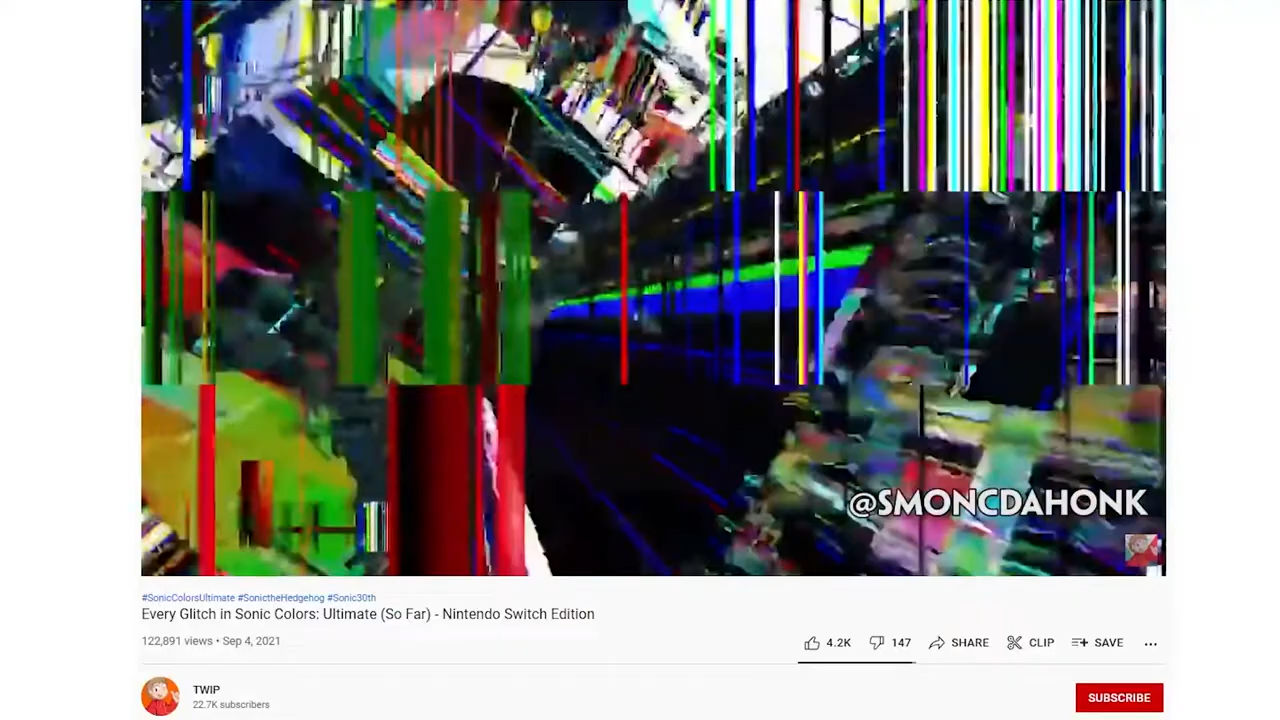 @SMONCDAHONK
#SonicColorsUltimate #SonictheHedgehog #Sonic30th
Every Glitch in Sonic Colors: Ultimate (So Far) - Nintendo Switch Edition
122,891 views • Sep 4, 2021
4.2K 147 SHARE CLIP SAVE ...
TWIP
22.7K subscribers
SUBSCRIBE